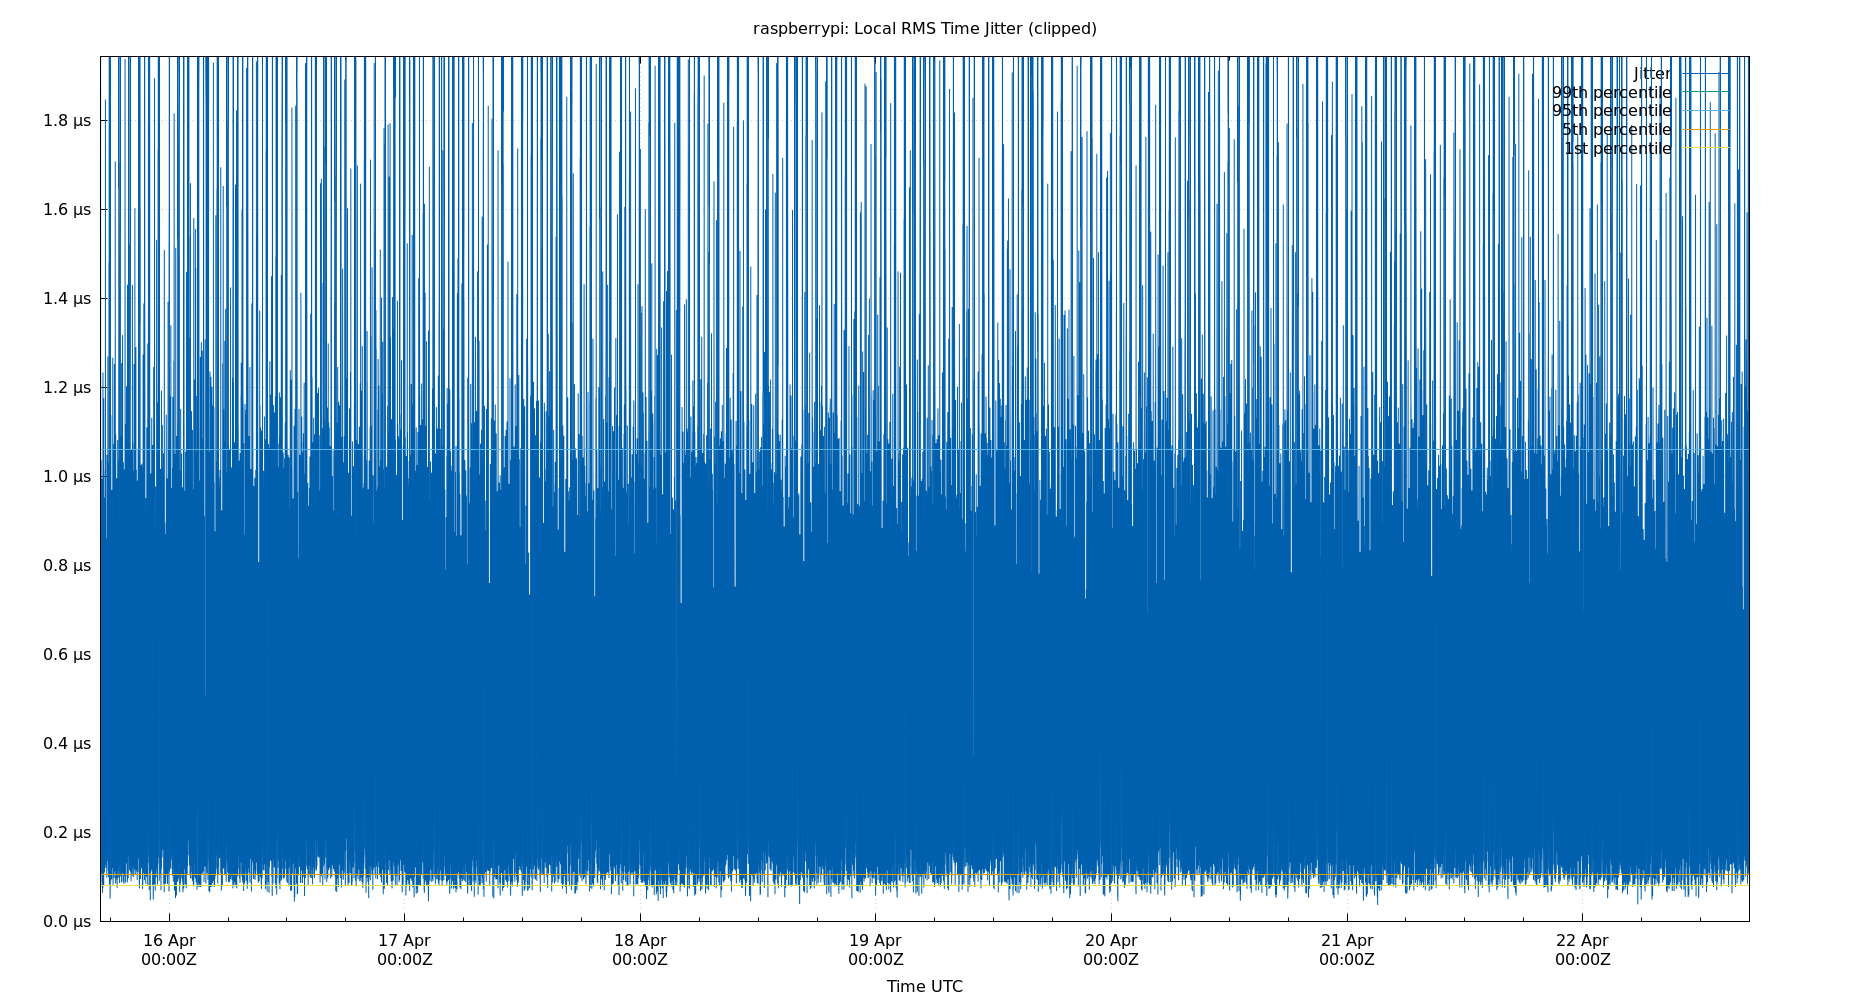 raspberrypi: Local RMS Time Jitter (clipped)
Jitter
99th percentile
95th percentile
5th percentile
1st percentile
1.8 µs
1.6 µs
1.4 µs
1.2 µs
1.0 µs
0.8 µs
0.6 µs
0.4 µs
0.2 µs
0.0 µs
16 Apr 17 Apr 18 Apr 19 Apr 20 Apr 21 Apr 22 Apr
00:00Z 00:00Z 00:00Z 00:00Z 00:00Z 00:00Z 00:00Z
Time UTC